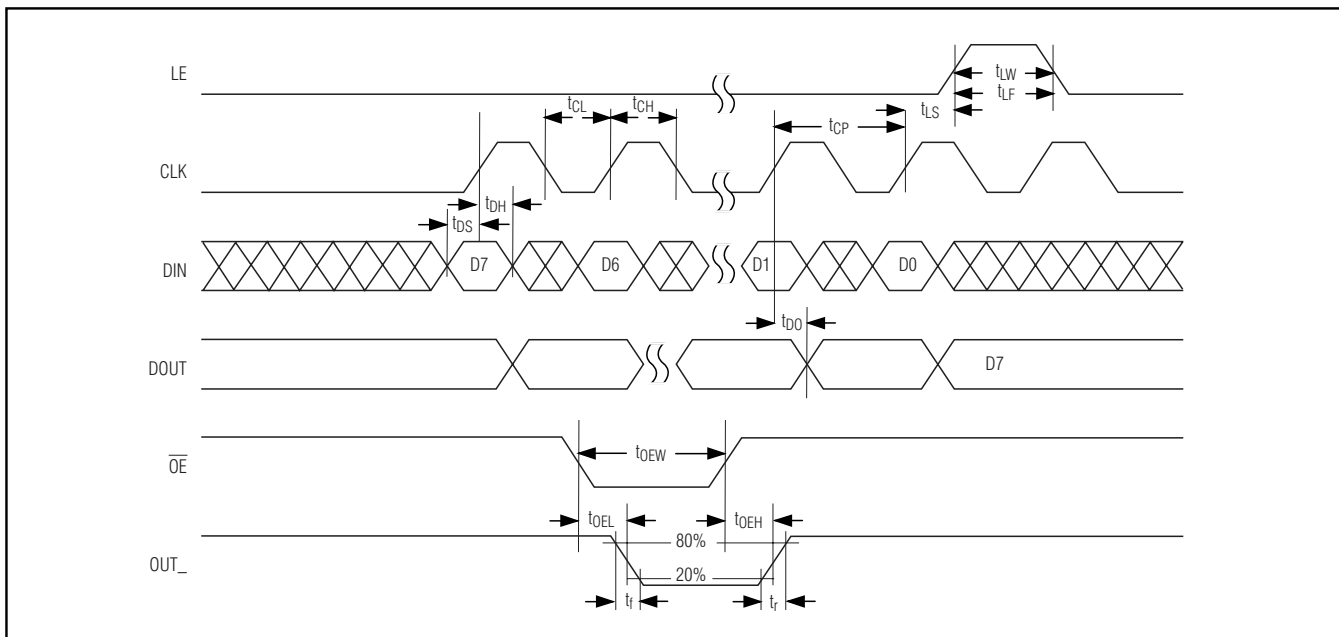 LE
tLW
tLF
tCL
tCH
tLS
tCP
CLK
tDH
tDS
DIN
D7
D6
D1
D0
tDO
DOUT
D7
OE
tOEW
tOEL
tOEH
80%
OUT_
20%
tf
tr